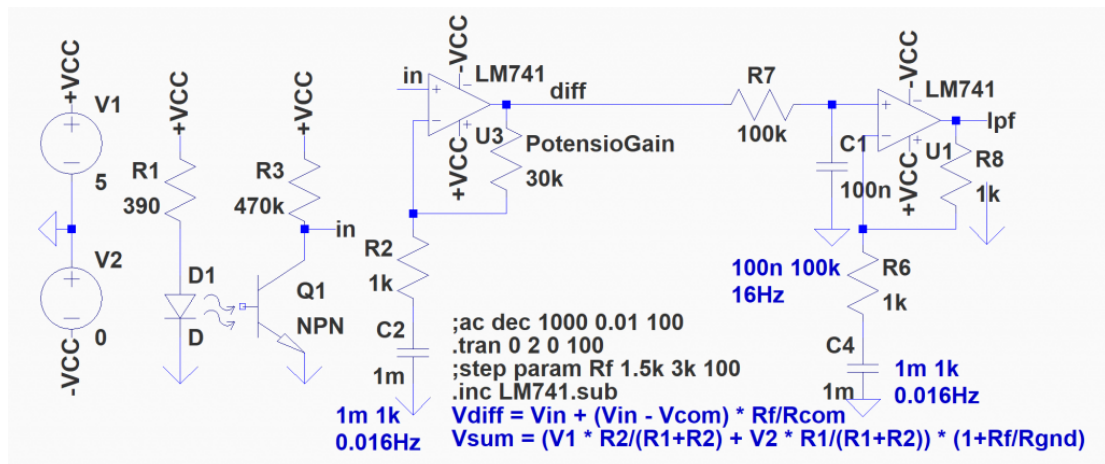 +VCC
V1
5
V2
0
-VCC
+VCC
R1
390
D1
D
+VCC
R3
470k
in
Q1
NPN
in
-VCC
LM741
U3
+VCC
diff
PotensioGain
30k
R2
1k
C2
1m
1m 1k
0.016Hz
;ac dec 1000 0.01 100
.tran 0 2 0 100
;step param Rf 1.5k 3k 100
.inc LM741.sub
Vdiff = Vin + (Vin - Vcom) * Rf/Rcom
Vsum = (V1 * R2/(R1+R2) + V2 * R1/(R1+R2)) * (1+Rf/Rgnd)
R7
100k
C1
100n
100n 100k
16Hz
-VCC
LM741
U1
+VCC
lpf
R8
1k
R6
1k
C4
1m
1m 1k
0.016Hz